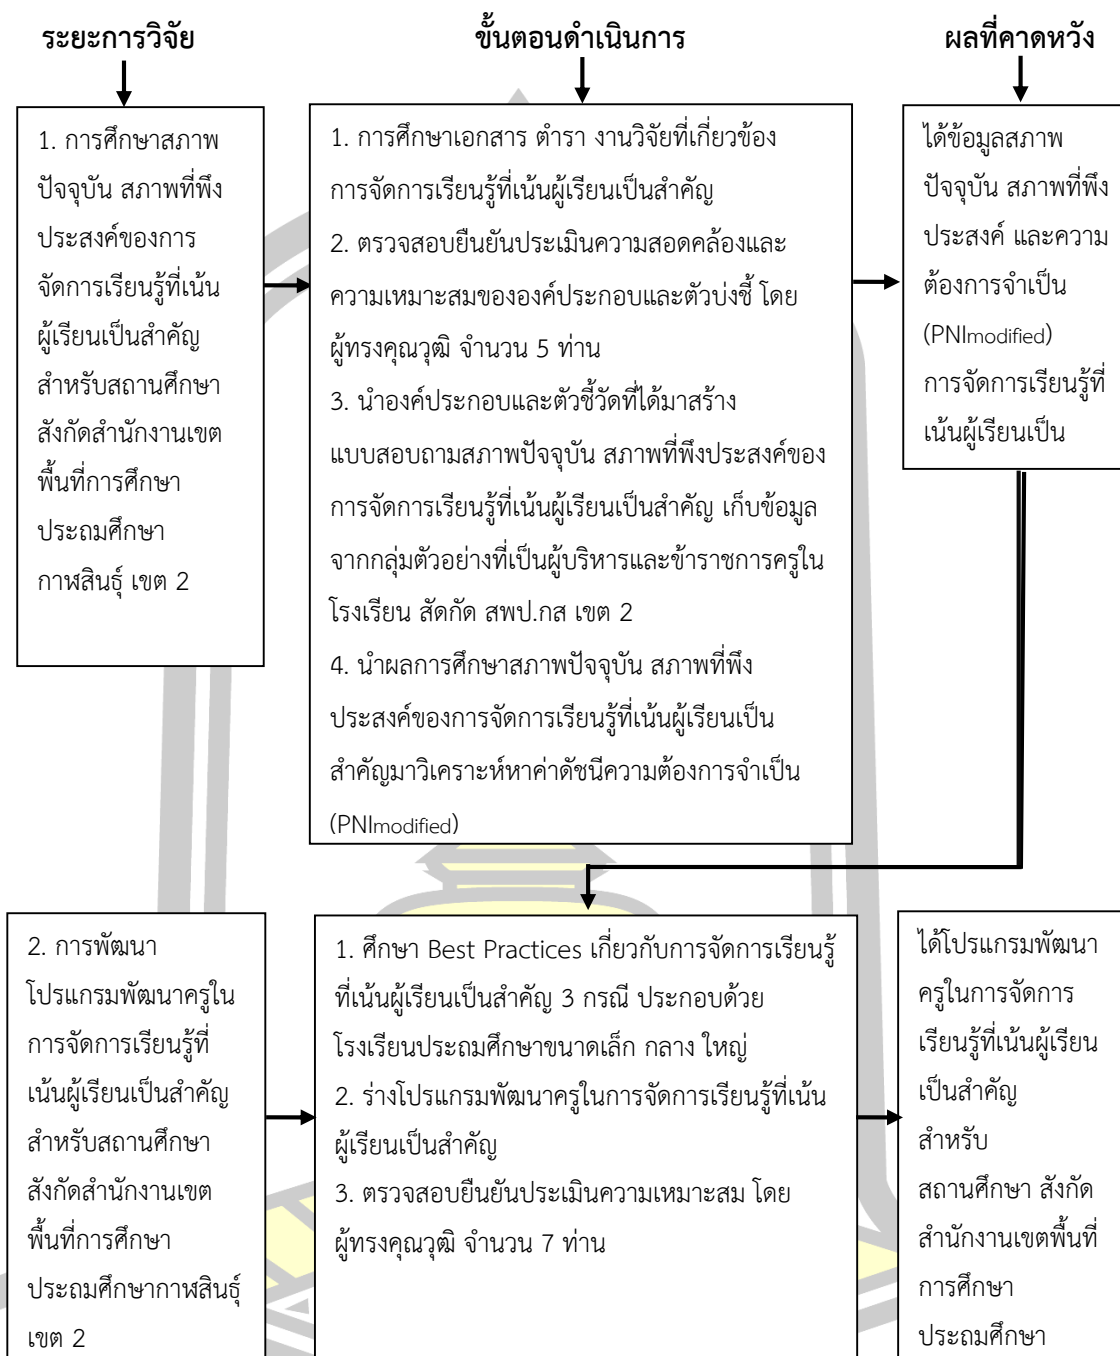 ระยะการวิจัย
ขั้นตอนดำเนินการ
ผลที่คาดหวัง
1. การศึกษาสภาพ
ปัจจุบัน สภาพที่พึง
ประสงค์ของการ
จัดการเรียนรู้ที่เน้น
ผู้เรียนเป็นสำคัญ
สำหรับสถานศึกษา
สังกัดสำนักงานเขต
พื้นที่การศึกษา
ประถมศึกษา
กาฬสินธุ์ เขต 2
1. การศึกษาเอกสาร ตำรา งานวิจัยที่เกี่ยวข้อง
การจัดการเรียนรู้ที่เน้นผู้เรียนเป็นสำคัญ
2. ตรวจสอบยืนยันประเมินความสอดคล้องและ
ความเหมาะสมขององค์ประกอบและตัวบ่งชี้ โดย
ผู้ทรงคุณวุฒิ จำนวน 5 ท่าน
3. นำองค์ประกอบและตัวชี้วัดที่ได้มาสร้าง
แบบสอบถามสภาพปัจจุบัน สภาพที่พึงประสงค์ของ
การจัดการเรียนรู้ที่เน้นผู้เรียนเป็นสำคัญ เก็บข้อมูล
จากกลุ่มตัวอย่างที่เป็นผู้บริหารและข้าราชการครูใน
โรงเรียน สัดกัด สพป.กส เขต 2
4. นำผลการศึกษาสภาพปัจจุบัน สภาพที่พึง
ประสงค์ของการจัดการเรียนรู้ที่เน้นผู้เรียนเป็น
สำคัญมาวิเคราะห์หาค่าดัชนีความต้องการจำเป็น
(PNImodified)
ได้ข้อมูลสภาพ
ปัจจุบัน สภาพที่พึง
ประสงค์ และความ
ต้องการจำเป็น
(PNImodified)
การจัดการเรียนรู้ที่
เน้นผู้เรียนเป็น
2. การพัฒนา
โปรแกรมพัฒนาครูใน
การจัดการเรียนรู้ที่
เน้นผู้เรียนเป็นสำคัญ
สำหรับสถานศึกษา
สังกัดสำนักงานเขต
พื้นที่การศึกษา
ประถมศึกษากาฬสินธุ์
เขต 2
1. ศึกษา Best Practices เกี่ยวกับการจัดการเรียนรู้
ที่เน้นผู้เรียนเป็นสำคัญ 3 กรณี ประกอบด้วย
โรงเรียนประถมศึกษาขนาดเล็ก กลาง ใหญ่
2. ร่างโปรแกรมพัฒนาครูในการจัดการเรียนรู้ที่เน้น
ผู้เรียนเป็นสำคัญ
3. ตรวจสอบยืนยันประเมินความเหมาะสม โดย
ผู้ทรงคุณวุฒิ จำนวน 7 ท่าน
ได้โปรแกรมพัฒนา
ครูในการจัดการ
เรียนรู้ที่เน้นผู้เรียน
เป็นสำคัญ
สำหรับ
สถานศึกษา สังกัด
สำนักงานเขตพื้นที่
การศึกษา
ประถมศึกษา